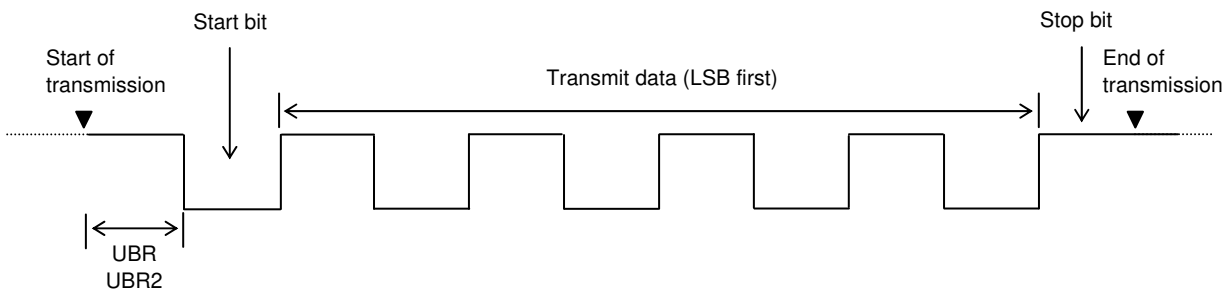 Start bit
Stop bit
Start of
transmission
End of
transmission
Transmit data (LSB first)
UBR
UBR2